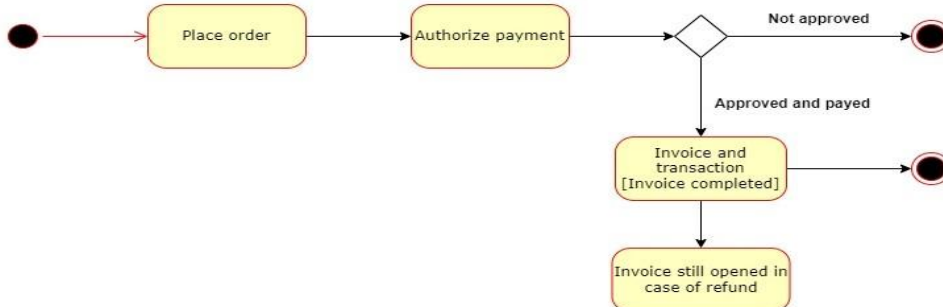 Not approved
Place order
Authorize payment
Approved and payed
Invoice and
transaction
[Invoice completed]
Invoice still opened in
case of refund